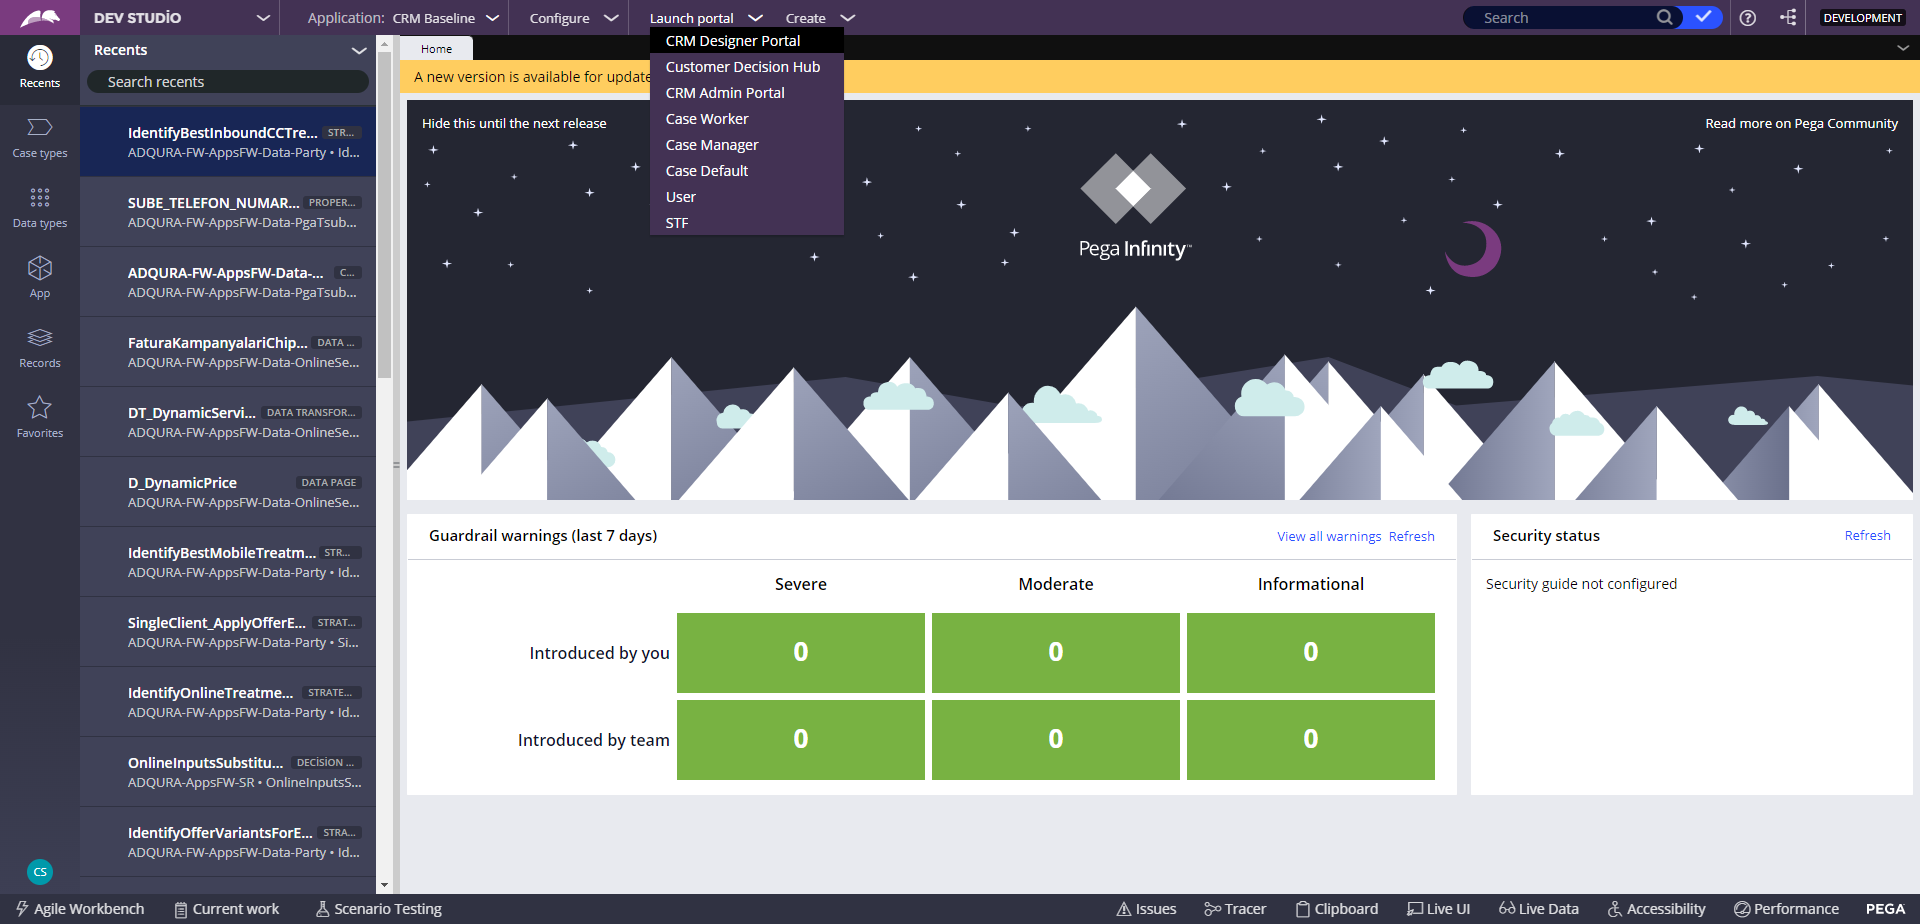 DEV STUDİO
Application: CRM Baseline
Configure
Launch portal
Create
Search
DEVELOPMENT
Recents
Search recents
Recents
Case types
Data types
App
Records
Favorites
CS
IdentifyBestInboundCCTre... STR...
ADQURA-FW-AppsFW-Data-Party • Id...
SUBE_TELEFON_NUMAR... PROPER...
ADQURA-FW-AppsFW-Data-PgaTsub...
ADQURA-FW-AppsFW-Data-... C...
ADQURA-FW-AppsFW-Data-PgaTsub...
FaturaKampanyalariChip... DATA ...
ADQURA-FW-AppsFW-Data-OnlineSe...
DT_DynamicServi... DATA TRANSFOR...
ADQURA-FW-AppsFW-Data-OnlineSe...
D_DynamicPrice DATA PAGE
ADQURA-FW-AppsFW-Data-OnlineSe...
IdentifyBestMobileTreatm... STR...
ADQURA-FW-AppsFW-Data-Party • Id...
SingleClient_ApplyOfferE... STRAT...
ADQURA-FW-AppsFW-Data-Party • Si...
IdentifyOnlineTreatme... STRATE...
ADQURA-FW-AppsFW-Data-Party • Id...
OnlineInputsSubstitu... DECİSİON ...
ADQURA-AppsFW-SR • OnlineInputsS...
IdentifyOfferVariantsForE... STRA...
ADQURA-FW-AppsFW-Data-Party • Id...
Home
A new version is available for update
CRM Designer Portal
Customer Decision Hub
CRM Admin Portal
Case Worker
Case Manager
Case Default
User
STF
Hide this until the next release
Read more on Pega Community
Pega Infinity™
Guardrail warnings (last 7 days)
View all warnings Refresh
Severe Moderate Informational
Introduced by you 0 0 0
Introduced by team 0 0 0
Security status
Refresh
Security guide not configured
Agile Workbench
Current work
Scenario Testing
Issues
Tracer
Clipboard
Live UI
Live Data
Accessibility
Performance
PEGA